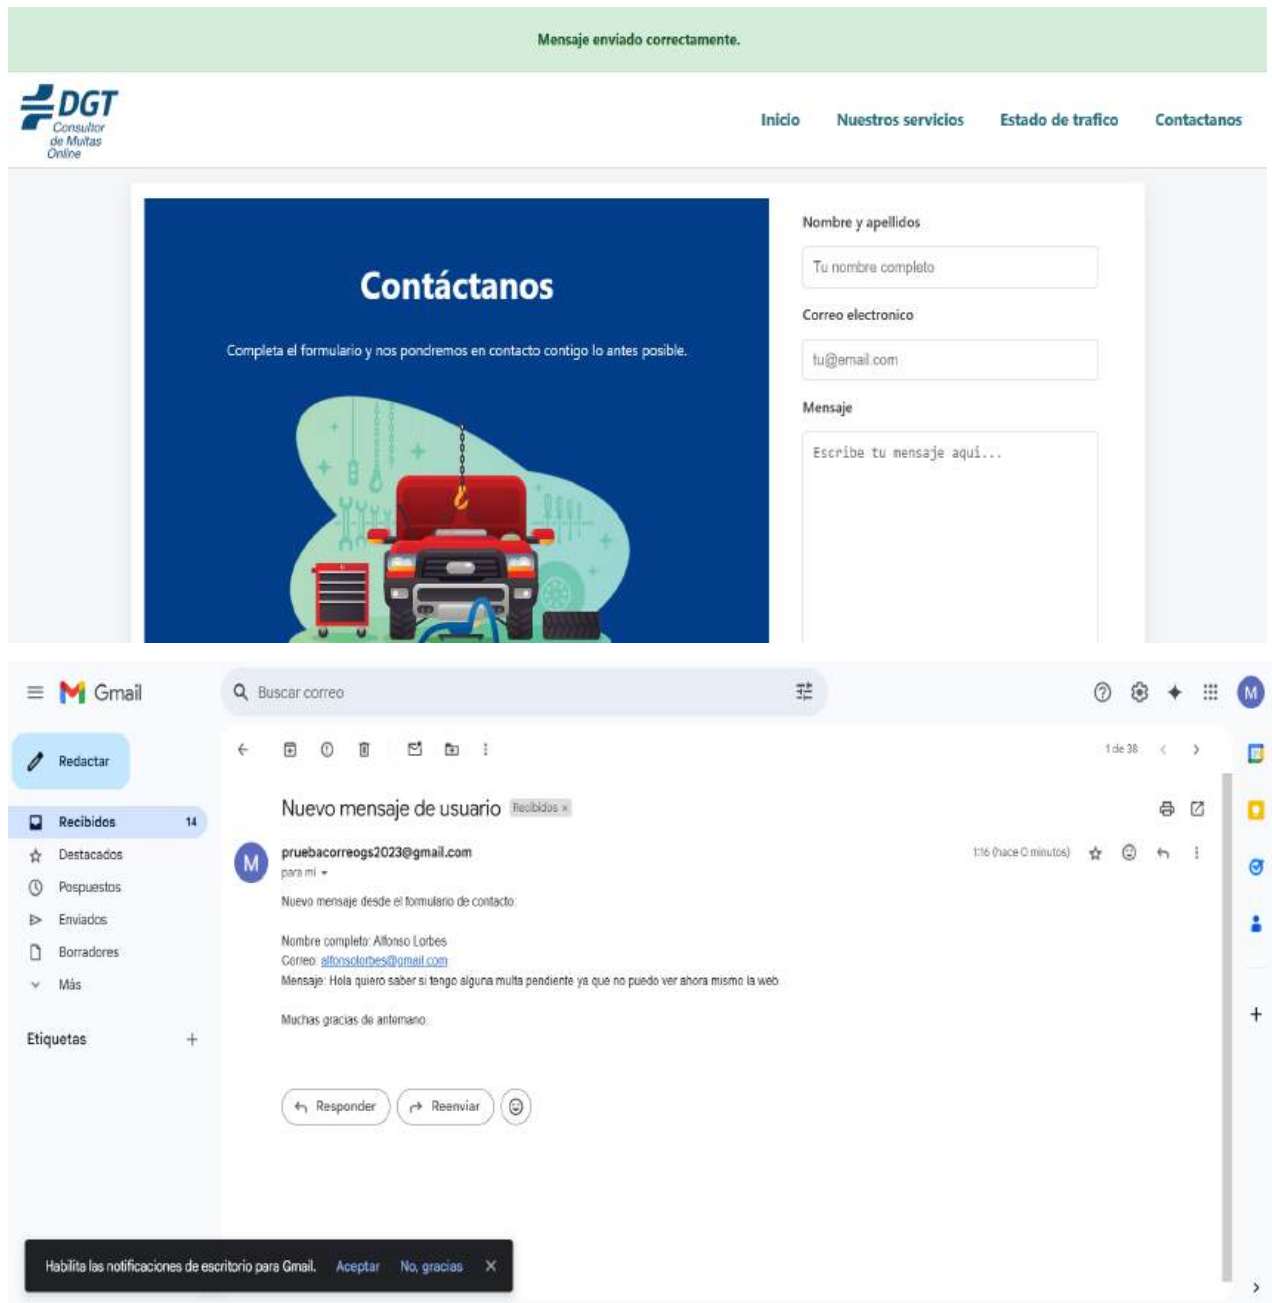 Mensaje enviado correctamente.
DGT
Consultor
de Multas
Online
Inicio Nuestros servicios Estado de trafico Contactanos
Contáctanos
Completa el formulario y nos pondremos en contacto contigo lo antes posible.
Nombre y apellidos
Tu nombre completo
Correo electronico
tu@email.com
Mensaje
Escribe tu mensaje aquí...
Gmail
Buscar correo
M
Redactar
1 de 38
Recibidos 14
Destacados
Pospuestos
Enviados
Borradores
Más
Etiquetas
Nuevo mensaje de usuario Recibidos ×
M
pruebacorreogs2023@gmail.com
1:16 (hace 0 minutos)
para mí
Nuevo mensaje desde el formulario de contacto:
Nombre completo: Alfonso Lorbes
Correo: alfonsolorbes@gmail.com
Mensaje: Hola quiero saber si tengo alguna multa pendiente ya que no puedo ver ahora mismo la web.
Muchas gracias de antemano.
Responder Reenviar
Habilita las notificaciones de escritorio para Gmail. Aceptar No, gracias